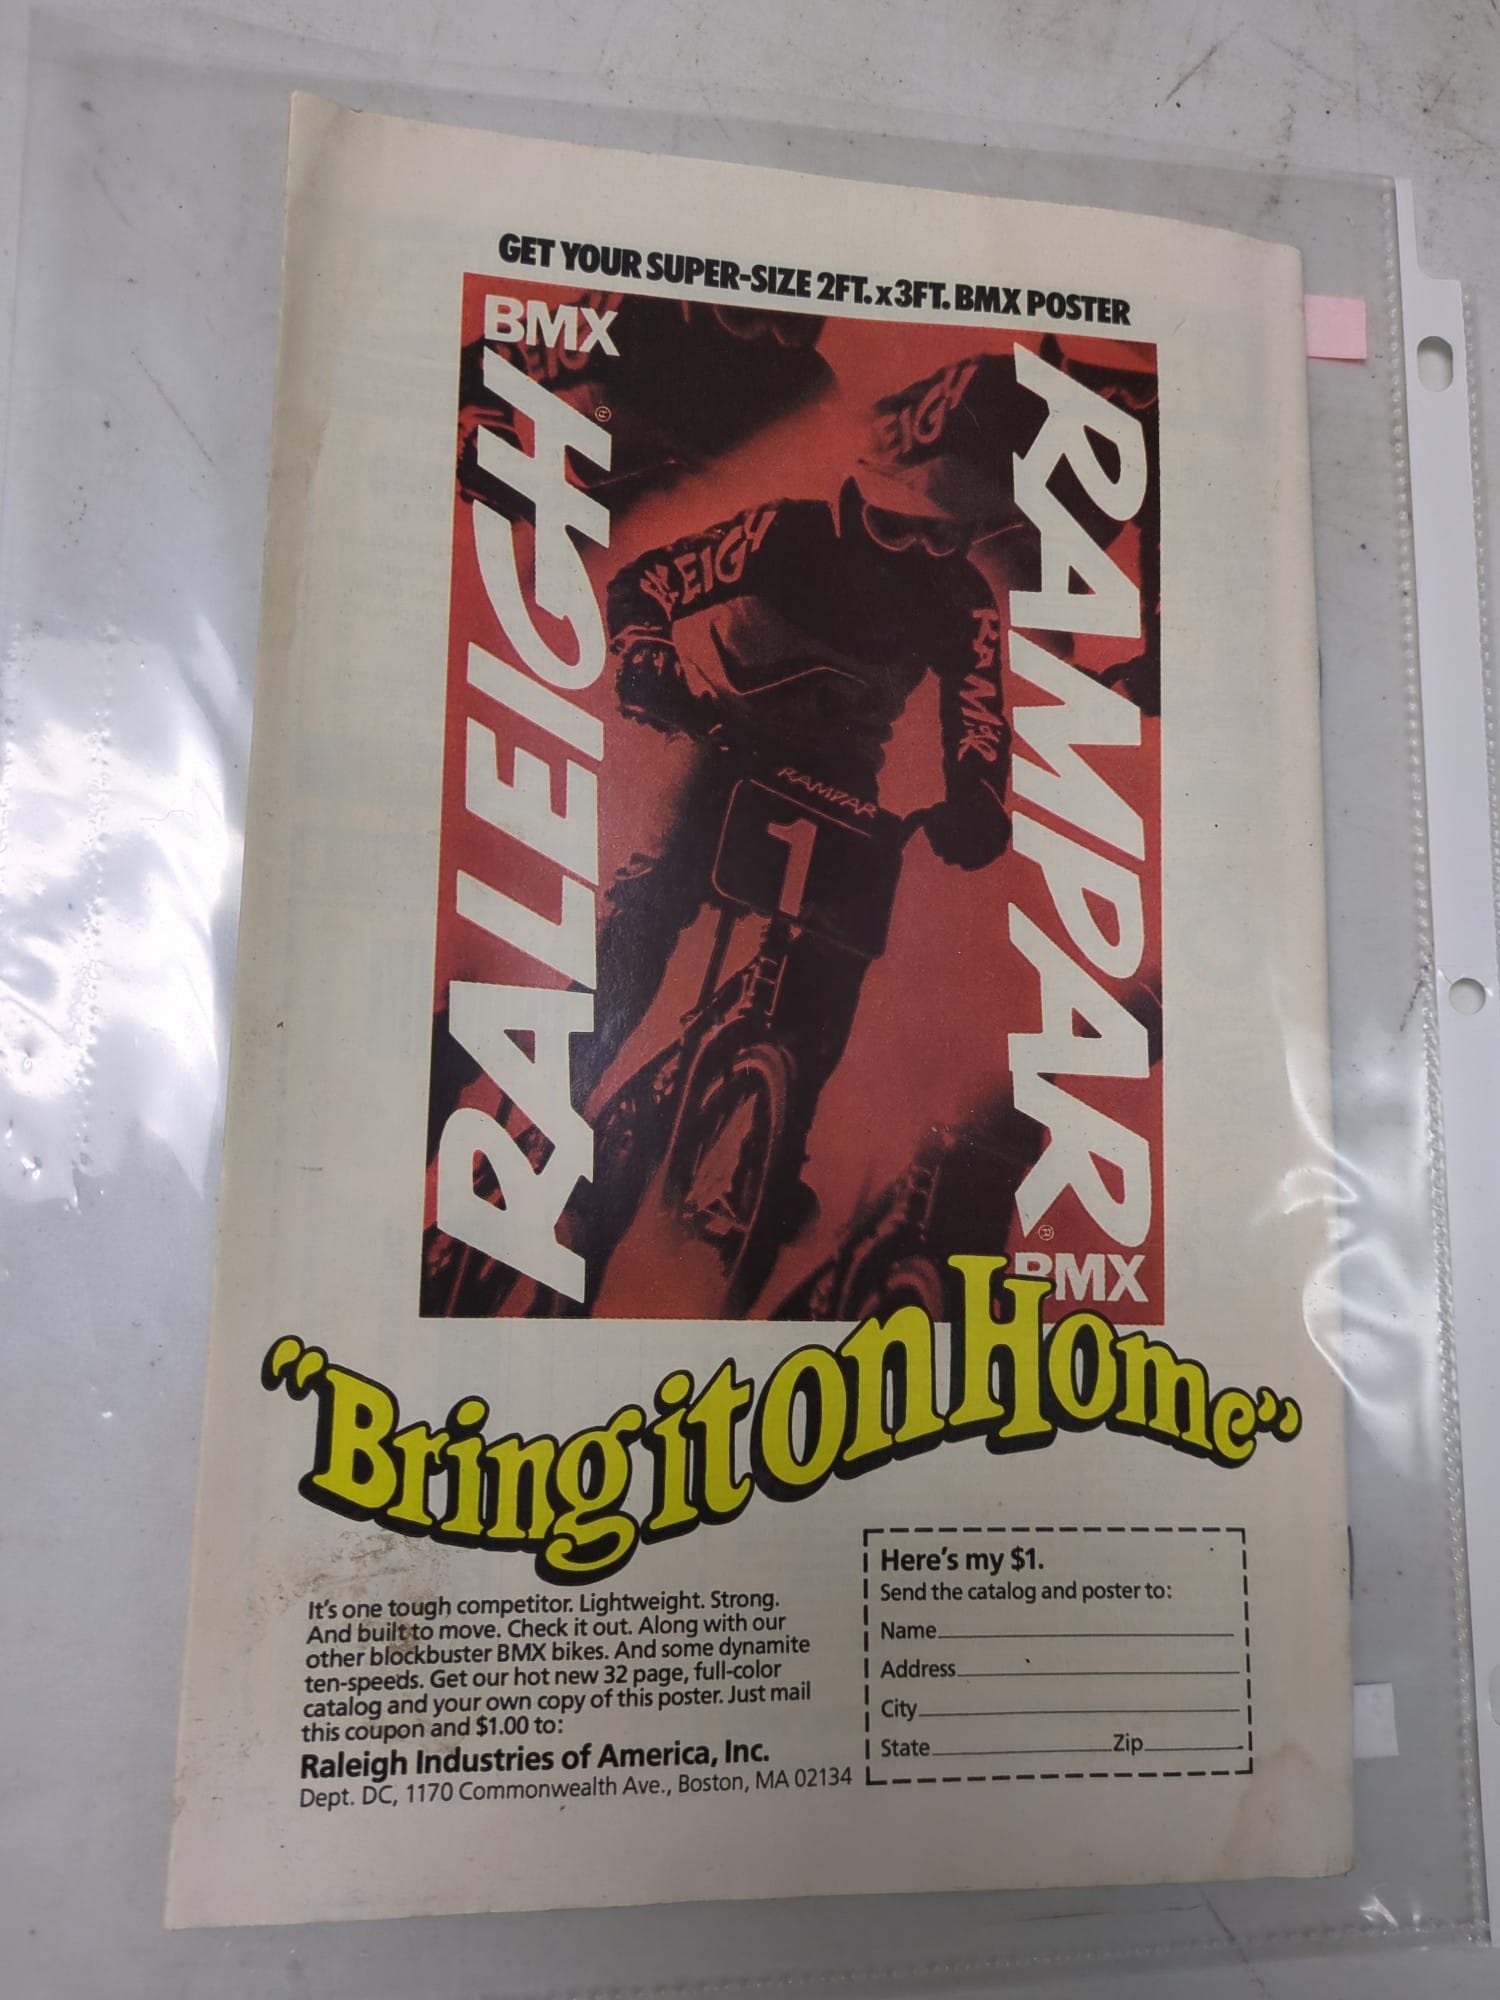 GET YOUR SUPER-SIZE 2FT. x 3FT. BMX POSTER
BMX
RALEIGH®
RAMPAR®
BMX
EIGH
LEIGH
RAMPAR
RAMPAR
1
"Bring it on Home"
It's one tough competitor. Lightweight. Strong.
And built to move. Check it out. Along with our
other blockbuster BMX bikes. And some dynamite
ten-speeds. Get our hot new 32 page, full-color
catalog and your own copy of this poster. Just mail
this coupon and $1.00 to:
Raleigh Industries of America, Inc.
Dept. DC, 1170 Commonwealth Ave., Boston, MA 02134
Here's my $1.
Send the catalog and poster to:
Name
Address
City
State Zip